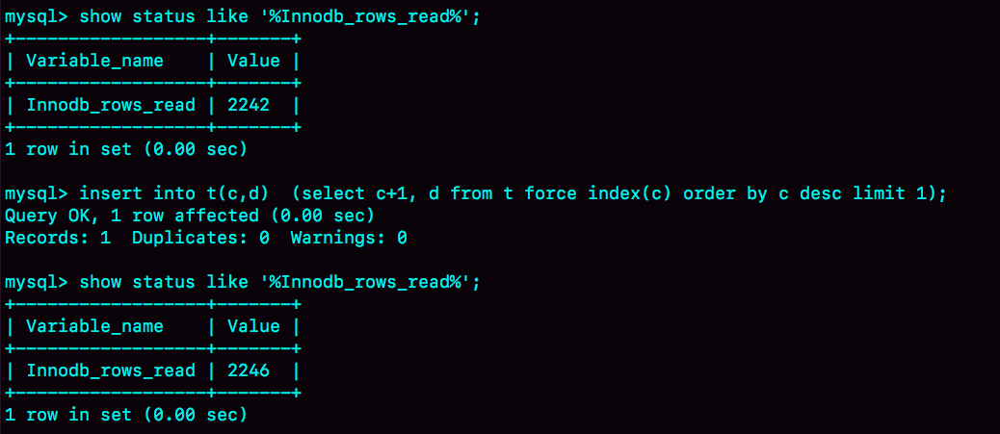 mysql> show status like '%Innodb_rows_read%';
+------------------+-------+
| Variable_name    | Value |
+------------------+-------+
| Innodb_rows_read | 2242  |
+------------------+-------+
1 row in set (0.00 sec)
mysql> insert into t(c,d)  (select c+1, d from t force index(c) order by c desc limit 1);
Query OK, 1 row affected (0.00 sec)
Records: 1  Duplicates: 0  Warnings: 0
mysql> show status like '%Innodb_rows_read%';
+------------------+-------+
| Variable_name    | Value |
+------------------+-------+
| Innodb_rows_read | 2246  |
+------------------+-------+
1 row in set (0.00 sec)